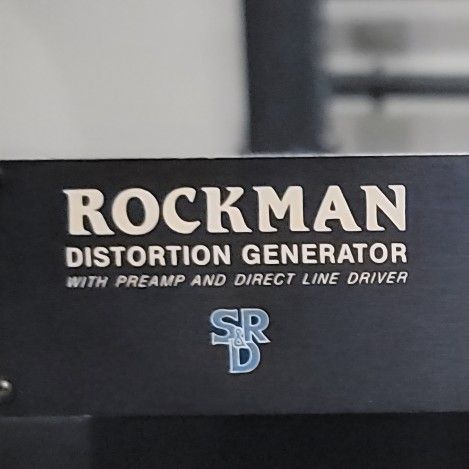 ROCKMAN
DISTORTION GENERATOR
WITH PREAMP AND DIRECT LINE DRIVER
SR
&
D